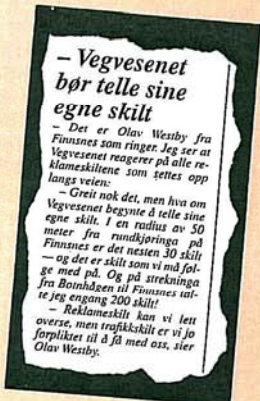 – Vegvesenet
bør telle sine
egne skilt
– Det er Olav Westby fra
Finnsnes som ringer. Jeg ser at
Vegvesenet reagerer på alle re-
klameskiltene som settes opp
langs veien:
– Greit nok det, men hva om
Vegvesenet begynte å telle sine
egne skilt. I en radius av 50
meter fra rundkjøringa på
Finnsnes er det nesten 30 skilt
— og det er skilt som vi må føl-
ge med på. Og på strekninga
fra Botnhågen til Finnsnes tal-
te jeg engang 200 skilt!
– Reklameskilt kan vi lett
overse, men trafikkskilt er vi jo
forpliktet til å få med oss, sier
Olav Westby.